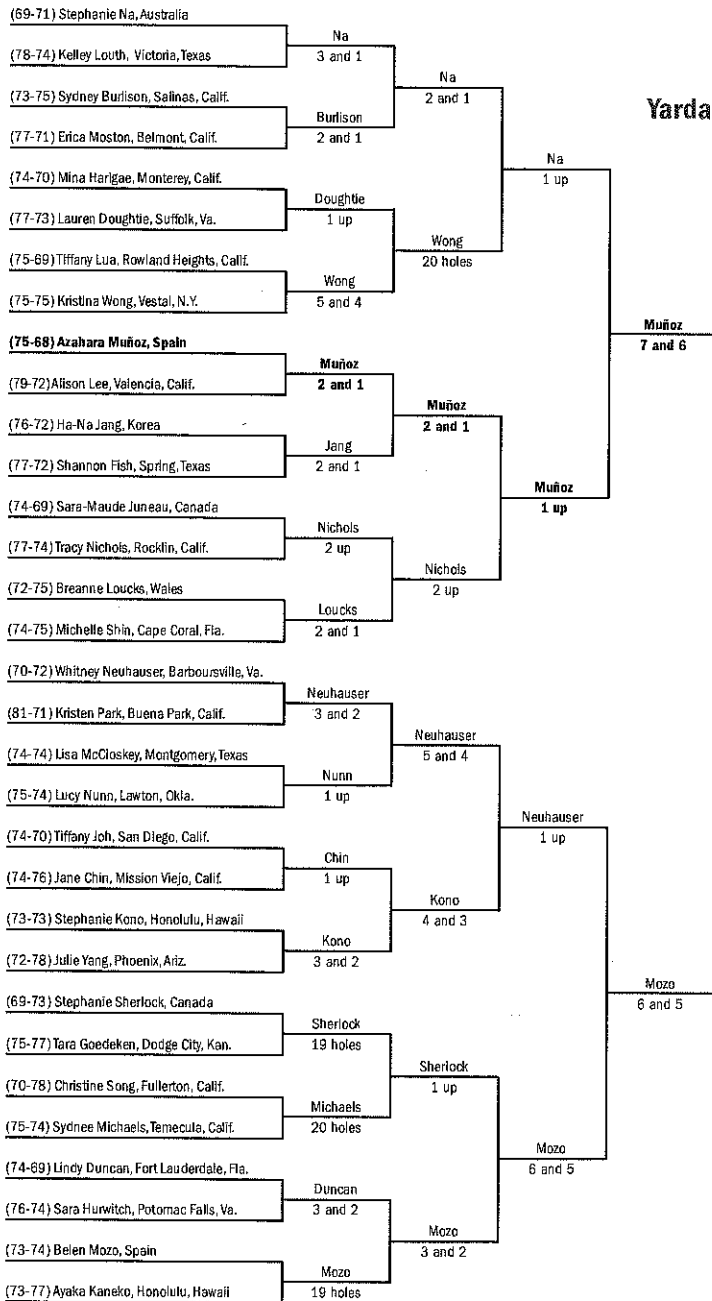 (69-71) Stephanie Na, Australia
(78-74) Kelley Louth, Victoria, Texas
(73-75) Sydney Burlison, Salinas, Calif.
(77-71) Erica Moston, Belmont, Calif.
(74-70) Mina Harigae, Monterey, Calif.
(77-73) Lauren Doughtie, Suffolk, Va.
(75-69) Tiffany Lua, Rowland Heights, Calif.
(75-75) Kristina Wong, Vestal, N.Y.
(75-68) Azahara Muñoz, Spain
(79-72) Alison Lee, Valencia, Calif.
(76-72) Ha-Na Jang, Korea
(77-72) Shannon Fish, Spring, Texas
(74-69) Sara-Maude Juneau, Canada
(77-74) Tracy Nichols, Rocklin, Calif.
(72-75) Breanne Loucks, Wales
(74-75) Michelle Shin, Cape Coral, Fla.
(70-72) Whitney Neuhauser, Barboursville, Va.
(81-71) Kristen Park, Buena Park, Calif.
(74-74) Lisa McCloskey, Montgomery, Texas
(75-74) Lucy Nunn, Lawton, Okla.
(74-70) Tiffany Joh, San Diego, Calif.
(74-76) Jane Chin, Mission Viejo, Calif.
(73-73) Stephanie Kono, Honolulu, Hawaii
(72-78) Julie Yang, Phoenix, Ariz.
(69-73) Stephanie Sherlock, Canada
(75-77) Tara Goedeken, Dodge City, Kan.
(70-78) Christine Song, Fullerton, Calif.
(75-74) Sydnee Michaels, Temecula, Calif.
(74-69) Lindy Duncan, Fort Lauderdale, Fla.
(76-74) Sara Hurwitch, Potomac Falls, Va.
(73-74) Belen Mozo, Spain
(73-77) Ayaka Kaneko, Honolulu, Hawaii
Na
3 and 1
Burlison
2 and 1
Doughtie
1 up
Wong
5 and 4
Muñoz
2 and 1
Jang
2 and 1
Nichols
2 up
Loucks
2 and 1
Neuhauser
3 and 2
Nunn
1 up
Chin
1 up
Kono
3 and 2
Sherlock
19 holes
Michaels
20 holes
Duncan
3 and 2
Mozo
19 holes
Na
2 and 1
Wong
20 holes
Muñoz
2 and 1
Nichols
2 up
Neuhauser
5 and 4
Kono
4 and 3
Sherlock
1 up
Mozo
3 and 2
Na
1 up
Muñoz
1 up
Neuhauser
1 up
Mozo
6 and 5
Muñoz
7 and 6
Mozo
6 and 5
Yarda